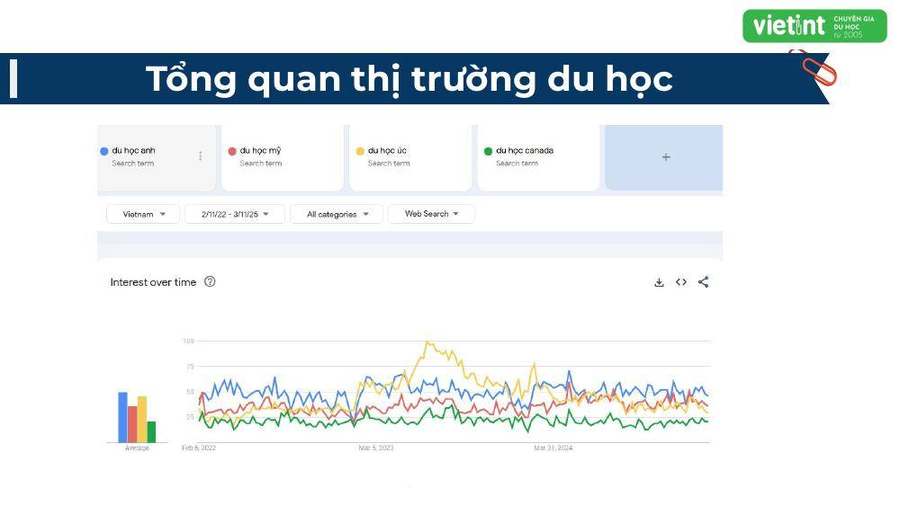 vietint CHUYÊN GIA
DU HỌC
từ 2005
Tổng quan thị trường du học
du học anh
Search term
du học mỹ
Search term
du học úc
Search term
du học canada
Search term
+
Vietnam
2/11/22 - 3/11/25
All categories
Web Search
Interest over time
100
75
50
25
Average
Feb 6, 2022
Mar 5, 2023
Mar 31, 2024